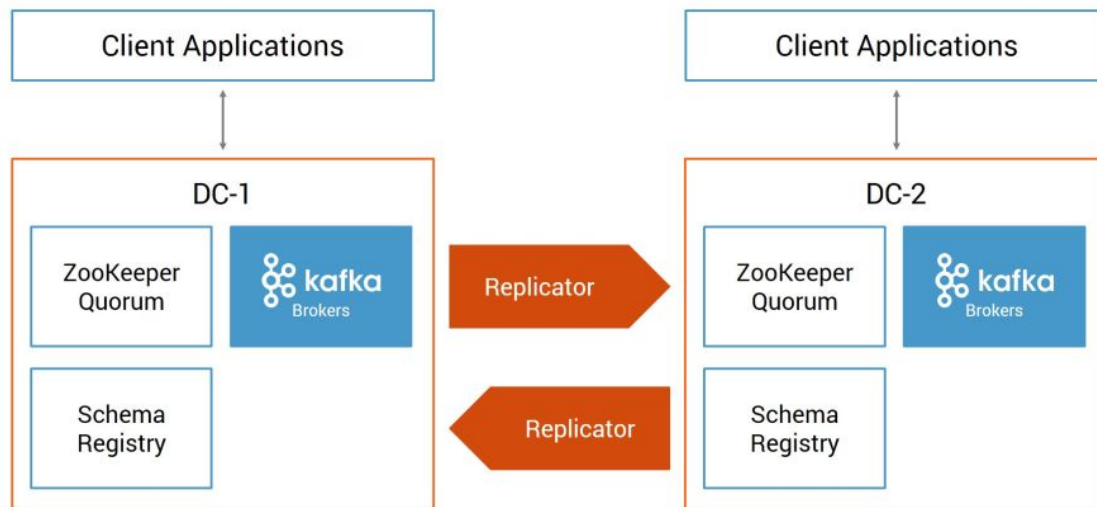 Client Applications
Client Applications
DC-1
ZooKeeper
Quorum
kafka
Brokers
Schema
Registry
Replicator
Replicator
DC-2
ZooKeeper
Quorum
kafka
Brokers
Schema
Registry